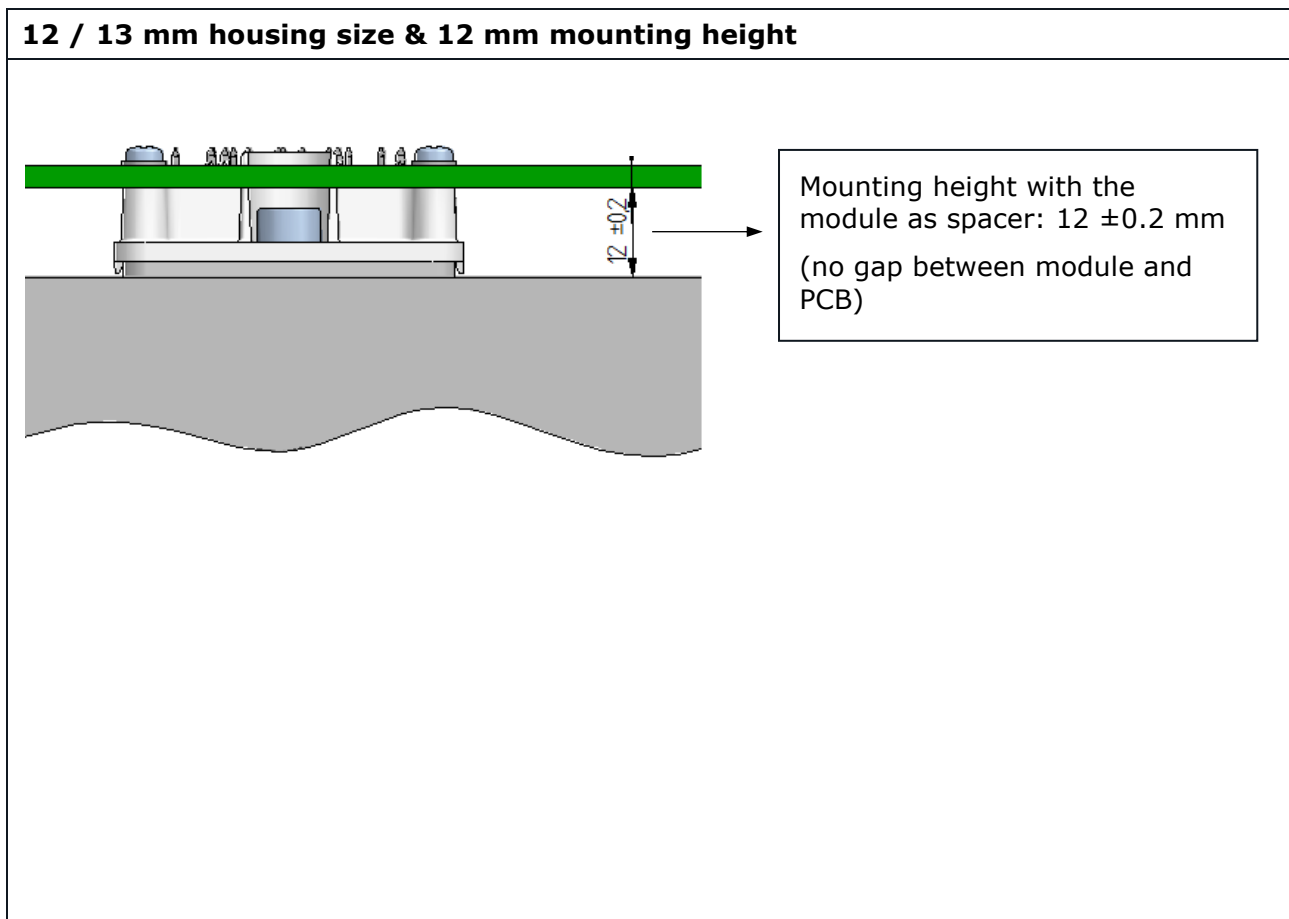 12 / 13 mm housing size & 12 mm mounting height
12 ±0,2
Mounting height with the
module as spacer: 12 ±0.2 mm
(no gap between module and
PCB)